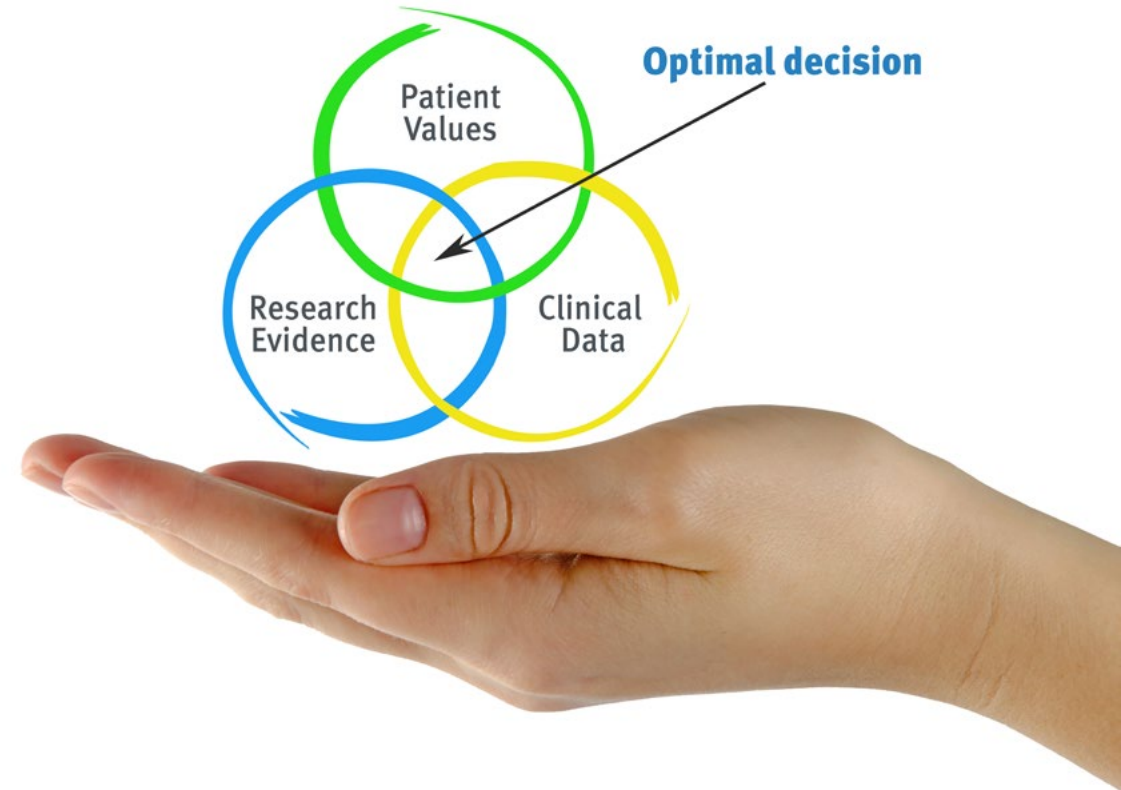 Optimal decision
Patient
Values
Research
Evidence
Clinical
Data